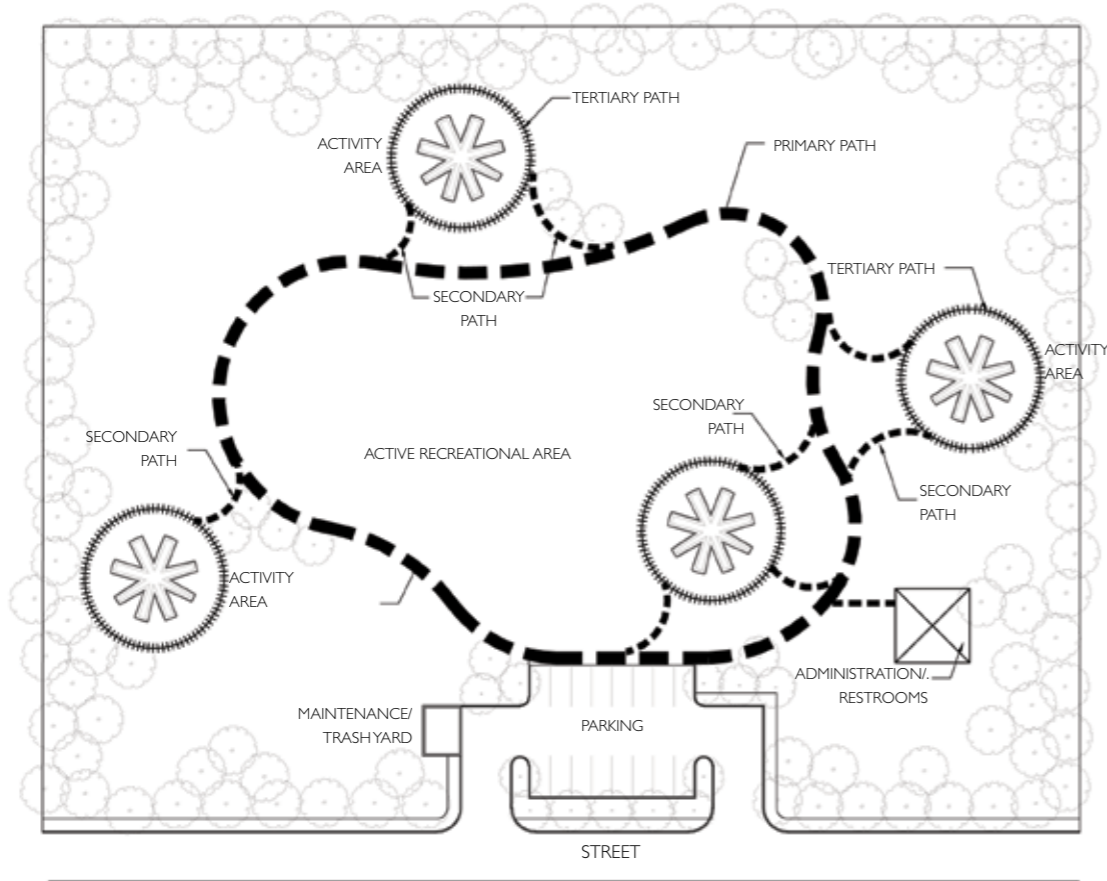 TERTIARY PATH
ACTIVITY
AREA
PRIMARY PATH
TERTIARY PATH
SECONDARY
PATH
ACTIVITY
AREA
SECONDARY
PATH
SECONDARY
PATH
ACTIVE RECREATIONAL AREA
SECONDARY
PATH
ACTIVITY
AREA
ADMINISTRATION/.
RESTROOMS
MAINTENANCE/
TRASH YARD
PARKING
STREET